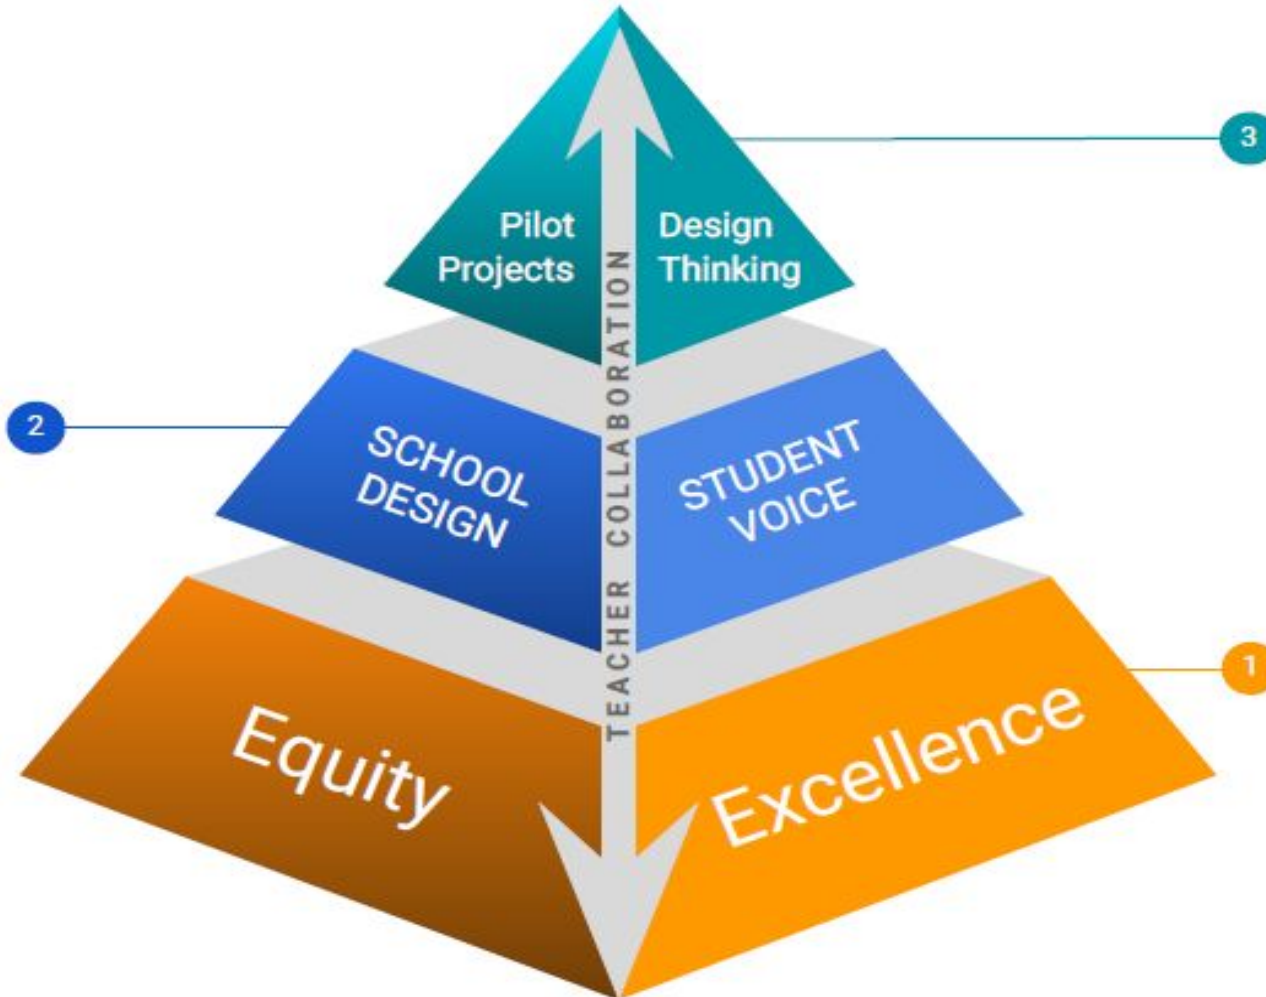 3
Pilot
Projects
Design
Thinking
TEACHER COLLABORATION
2
SCHOOL
DESIGN
STUDENT
VOICE
1
Equity
Excellence